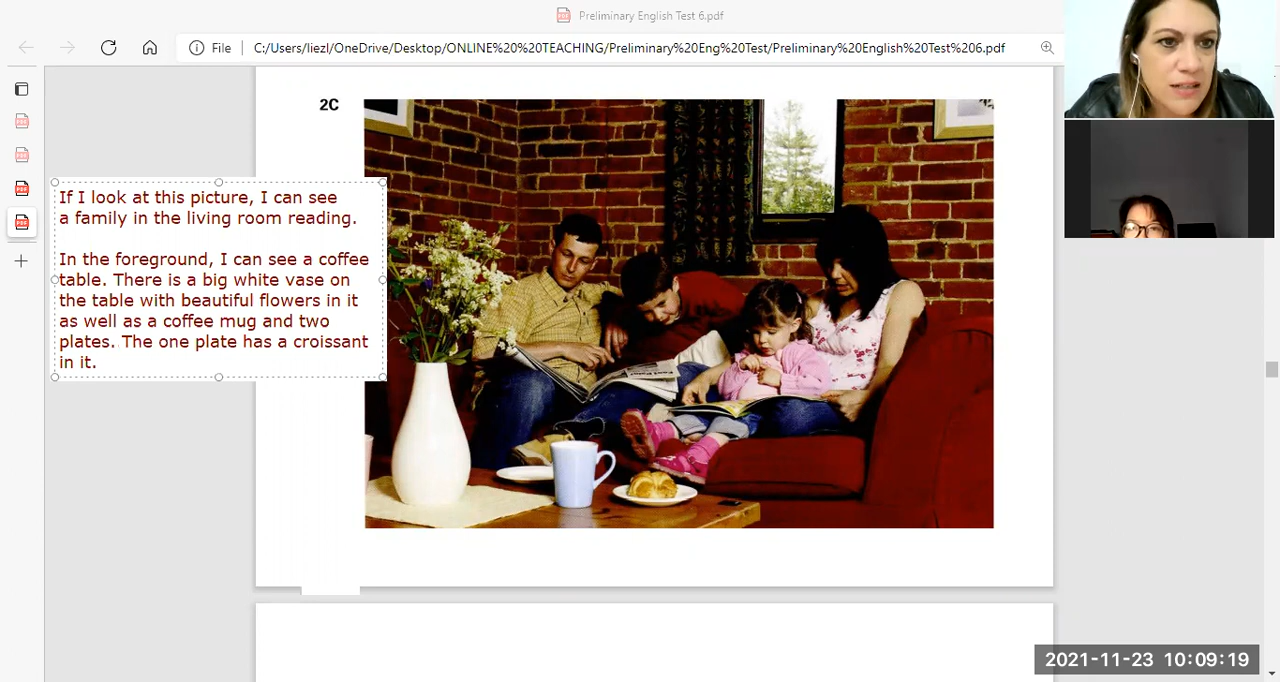 Preliminary English Test 6.pdf
File
C:/Users/liezl/OneDrive/Desktop/ONLINE%20%20TEACHING/Preliminary%20Eng%20Test/Preliminary%20English%20Test%206.pdf
2C
If I look at this picture, I can see
a family in the living room reading.
In the foreground, I can see a coffee
table. There is a big white vase on
the table with beautiful flowers in it
as well as a coffee mug and two
plates. The one plate has a croissant
in it.
2021-11-23 10:09:19